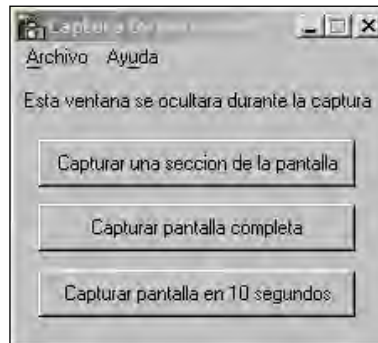 Captura
Archivo Ayuda
Esta ventana se ocultara durante la captura
Capturar una seccion de la pantalla
Capturar pantalla completa
Capturar pantalla en 10 segundos